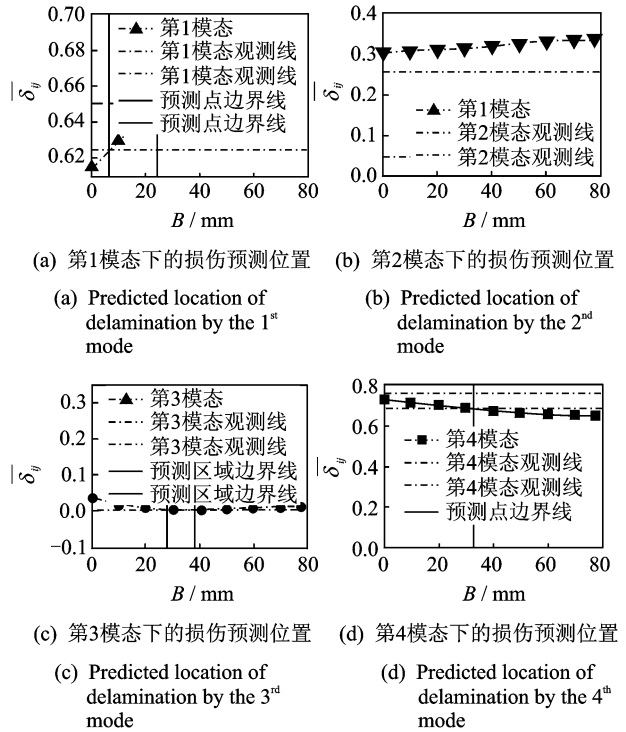 0.70
0.68
0.66
0.64
0.62
δij
0
20
40
60
80
B / mm
第1模态
第1模态观测线
第1模态观测线
预测点边界线
预测点边界线
(a) 第1模态下的损伤预测位置
(a) Predicted location of
delamination by the 1st
mode
0.4
0.3
0.2
0.1
0.0
δij
0
20
40
60
80
B / mm
第1模态
第2模态观测线
第2模态观测线
(b) 第2模态下的损伤预测位置
(b) Predicted location of
delamination by the 2nd
mode
0.3
0.2
0.1
0.0
−0.1
δij
0
20
40
60
80
B / mm
第3模态
第3模态观测线
第3模态观测线
预测区域边界线
预测区域边界线
(c) 第3模态下的损伤预测位置
(c) Predicted location of
delamination by the 3rd
mode
0.8
0.6
0.4
0.2
0.0
δij
0
20
40
60
80
B / mm
第4模态
第4模态观测线
第4模态观测线
预测点边界线
(d) 第4模态下的损伤预测位置
(d) Predicted location of
delamination by the 4th
mode